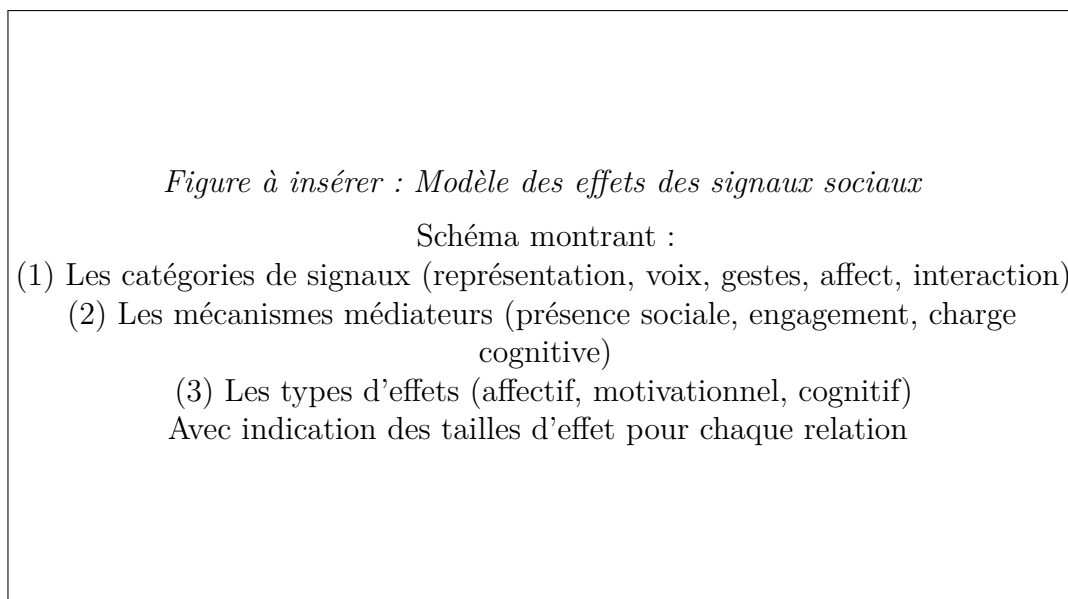 Figure à insérer : Modèle des effets des signaux sociaux
Schéma montrant :
(1) Les catégories de signaux (représentation, voix, gestes, affect, interaction)
(2) Les mécanismes médiateurs (présence sociale, engagement, charge
cognitive)
(3) Les types d'effets (affectif, motivationnel, cognitif)
Avec indication des tailles d'effet pour chaque relation